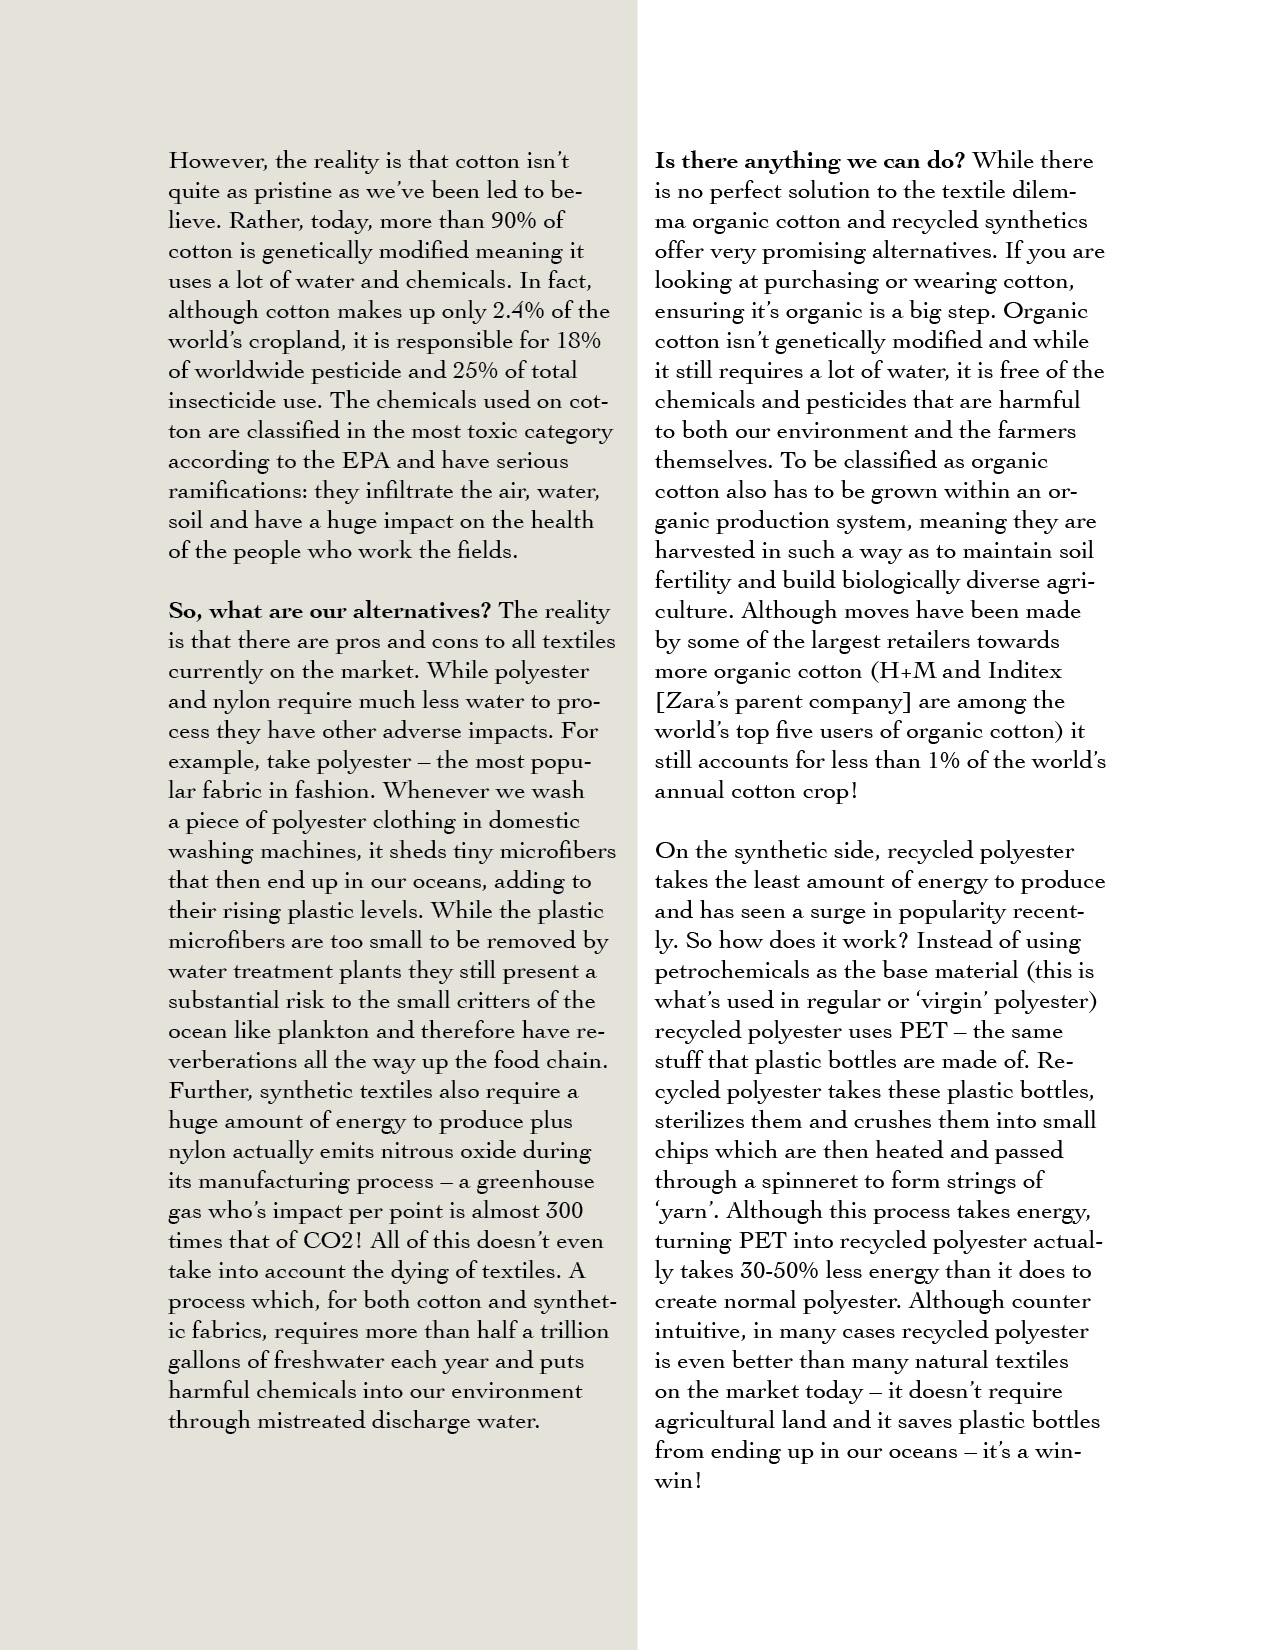 However, the reality is that cotton isn’t
quite as pristine as we’ve been led to be-
lieve. Rather, today, more than 90% of
cotton is genetically modified meaning it
uses a lot of water and chemicals. In fact,
although cotton makes up only 2.4% of the
world’s cropland, it is responsible for 18%
of worldwide pesticide and 25% of total
insecticide use. The chemicals used on cot-
ton are classified in the most toxic category
according to the EPA and have serious
ramifications: they infiltrate the air, water,
soil and have a huge impact on the health
of the people who work the fields.
So, what are our alternatives? The reality
is that there are pros and cons to all textiles
currently on the market. While polyester
and nylon require much less water to pro-
cess they have other adverse impacts. For
example, take polyester – the most popu-
lar fabric in fashion. Whenever we wash
a piece of polyester clothing in domestic
washing machines, it sheds tiny microfibers
that then end up in our oceans, adding to
their rising plastic levels. While the plastic
microfibers are too small to be removed by
water treatment plants they still present a
substantial risk to the small critters of the
ocean like plankton and therefore have re-
verberations all the way up the food chain.
Further, synthetic textiles also require a
huge amount of energy to produce plus
nylon actually emits nitrous oxide during
its manufacturing process – a greenhouse
gas who’s impact per point is almost 300
times that of CO2! All of this doesn’t even
take into account the dying of textiles. A
process which, for both cotton and synthet-
ic fabrics, requires more than half a trillion
gallons of freshwater each year and puts
harmful chemicals into our environment
through mistreated discharge water.
Is there anything we can do? While there
is no perfect solution to the textile dilem-
ma organic cotton and recycled synthetics
offer very promising alternatives. If you are
looking at purchasing or wearing cotton,
ensuring it’s organic is a big step. Organic
cotton isn’t genetically modified and while
it still requires a lot of water, it is free of the
chemicals and pesticides that are harmful
to both our environment and the farmers
themselves. To be classified as organic
cotton also has to be grown within an or-
ganic production system, meaning they are
harvested in such a way as to maintain soil
fertility and build biologically diverse agri-
culture. Although moves have been made
by some of the largest retailers towards
more organic cotton (H+M and Inditex
[Zara’s parent company] are among the
world’s top five users of organic cotton) it
still accounts for less than 1% of the world’s
annual cotton crop!
On the synthetic side, recycled polyester
takes the least amount of energy to produce
and has seen a surge in popularity recent-
ly. So how does it work? Instead of using
petrochemicals as the base material (this is
what’s used in regular or ‘virgin’ polyester)
recycled polyester uses PET – the same
stuff that plastic bottles are made of. Re-
cycled polyester takes these plastic bottles,
sterilizes them and crushes them into small
chips which are then heated and passed
through a spinneret to form strings of
‘yarn’. Although this process takes energy,
turning PET into recycled polyester actual-
ly takes 30-50% less energy than it does to
create normal polyester. Although counter
intuitive, in many cases recycled polyester
is even better than many natural textiles
on the market today – it doesn’t require
agricultural land and it saves plastic bottles
from ending up in our oceans – it’s a win-
win!